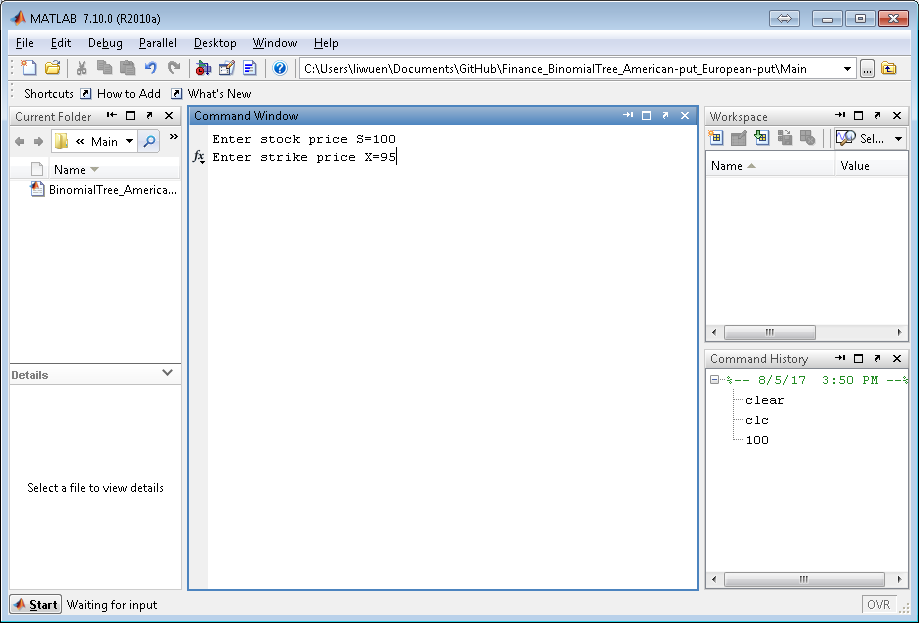 MATLAB 7.10.0 (R2010a)
File Edit Debug Parallel Desktop Window Help
C:\Users\liwuen\Documents\GitHub\Finance_BinomialTree_American-put_European-put\Main
...
Shortcuts How to Add What's New
Current Folder
« Main
»
Name
BinomialTree_America...
Details
Select a file to view details
Command Window
Enter stock price S=100
fx Enter strike price X=95
Workspace
Sel...
Name Value
Command History
%-- 8/5/17 3:50 PM --%
clear
clc
100
Start Waiting for input
OVR